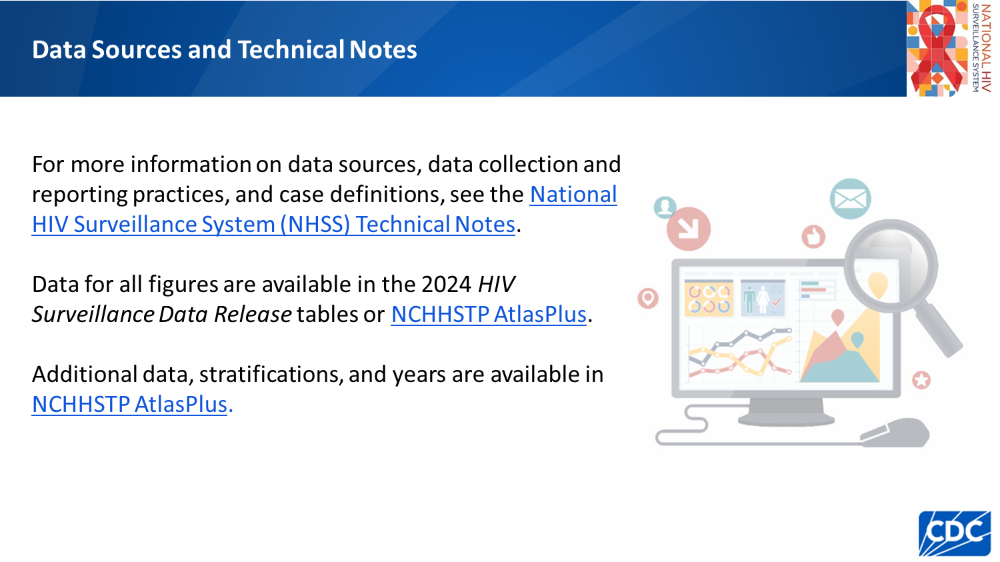 Data Sources and Technical Notes
NATIONAL HIV
SURVEILLANCE SYSTEM
For more information on data sources, data collection and
reporting practices, and case definitions, see the National
HIV Surveillance System (NHSS) Technical Notes.
Data for all figures are available in the 2024 HIV
Surveillance Data Release tables or NCHHSTP AtlasPlus.
Additional data, stratifications, and years are available in
NCHHSTP AtlasPlus.
CDC